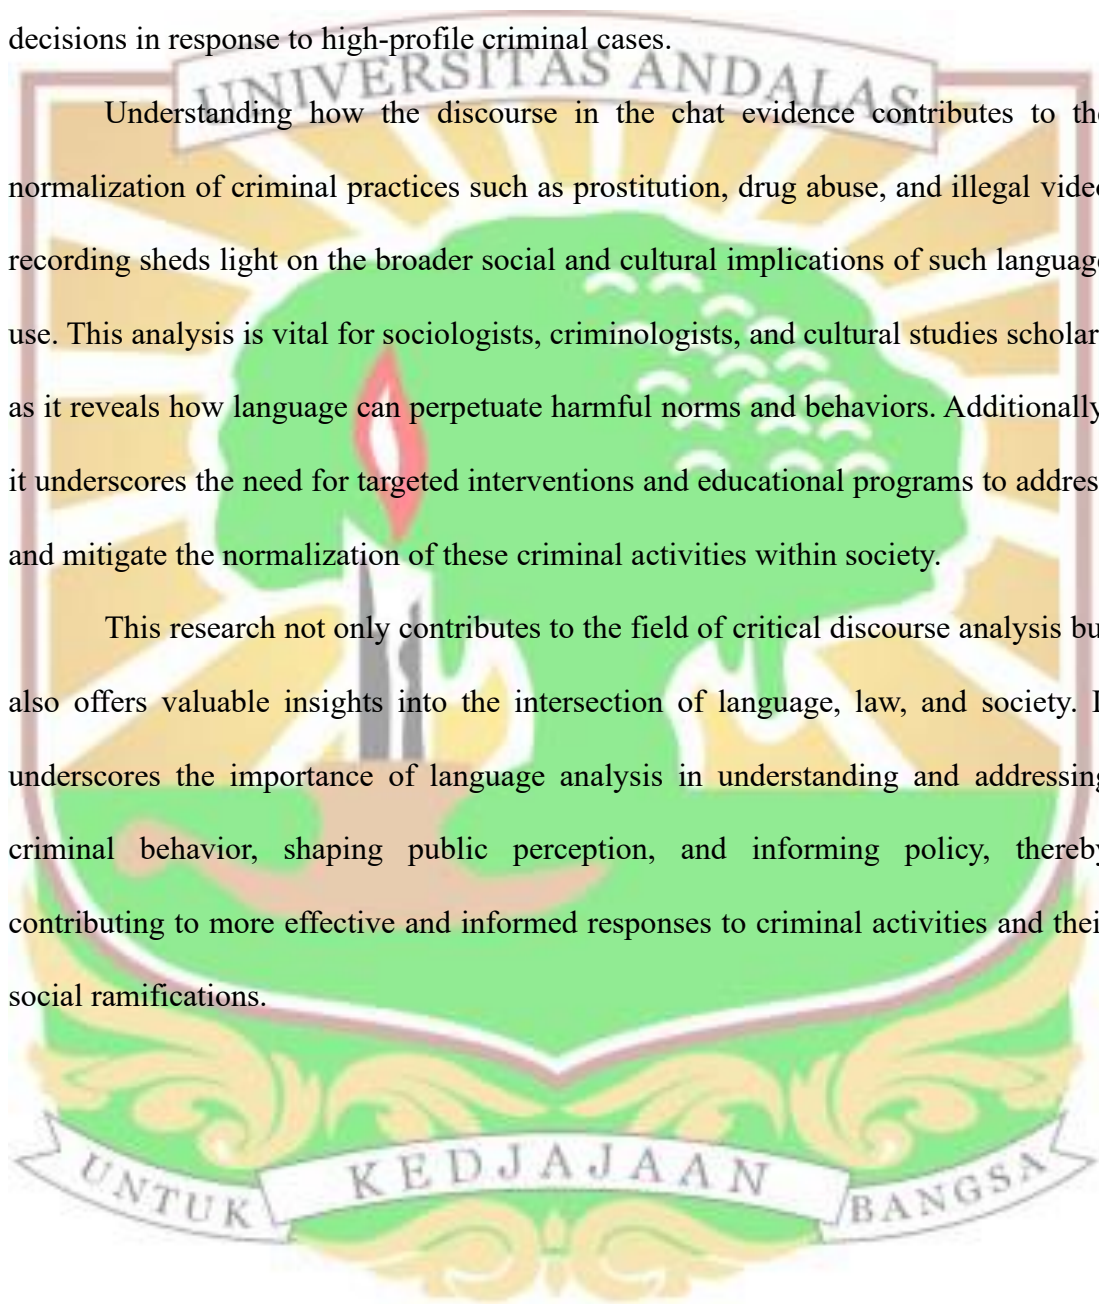 decisions in response to high-profile criminal cases.
UNIVERSITAS ANDALAS
Understanding how the discourse in the chat evidence contributes to the
normalization of criminal practices such as prostitution, drug abuse, and illegal video
recording sheds light on the broader social and cultural implications of such language
use. This analysis is vital for sociologists, criminologists, and cultural studies scholar
as it reveals how language can perpetuate harmful norms and behaviors. Additionally,
it underscores the need for targeted interventions and educational programs to addres
and mitigate the normalization of these criminal activities within society.
This research not only contributes to the field of critical discourse analysis bu
also offers valuable insights into the intersection of language, law, and society. I
underscores the importance of language analysis in understanding and addressing
criminal behavior, shaping public perception, and informing policy, thereby
contributing to more effective and informed responses to criminal activities and thei
social ramifications.
UNTUK KEDJAJAAN BANGSA